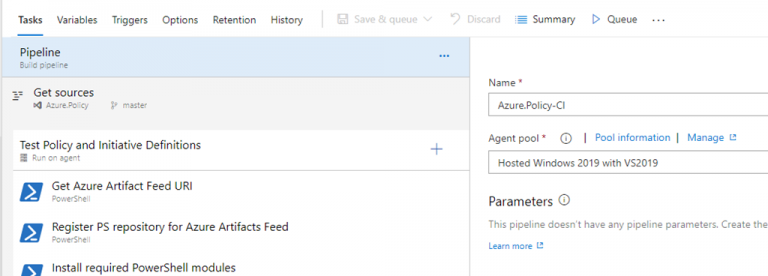 Tasks Variables Triggers Options Retention History Save & queue Discard Summary Queue
Pipeline
Build pipeline
Get sources
Azure.Policy master
Test Policy and Initiative Definitions
Run on agent
Get Azure Artifact Feed URI
PowerShell
Register PS repository for Azure Artifacts Feed
PowerShell
Install required PowerShell modules
Name *
Azure.Policy-CI
Agent pool * | Pool information | Manage
Hosted Windows 2019 with VS2019
Parameters
This pipeline doesn't have any pipeline parameters. Create the
Learn more